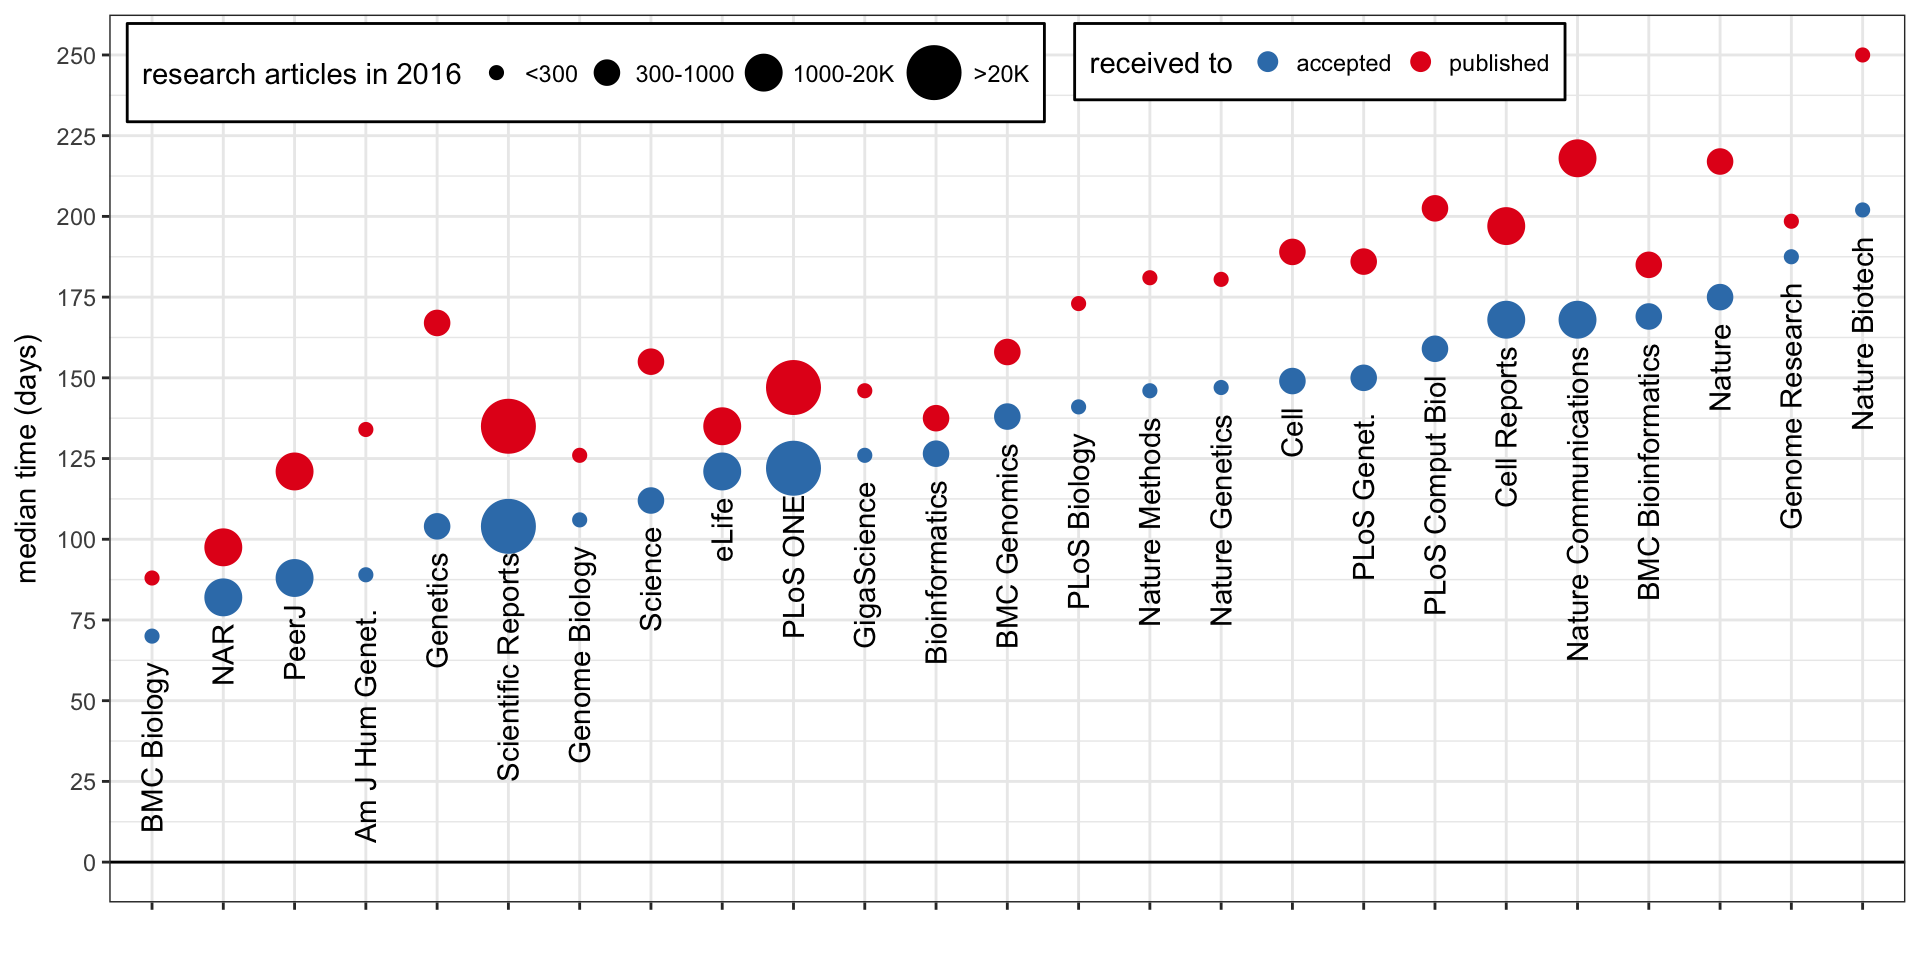 research articles in 2016 <300 300-1000 1000-20K >20K
received to accepted published
median time (days)
250
225
200
175
150
125
100
75
50
25
0
BMC Biology
NAR
PeerJ
Am J Hum Genet.
Genetics
Scientific Reports
Genome Biology
Science
eLife
PLoS ONE
GigaScience
Bioinformatics
BMC Genomics
PLoS Biology
Nature Methods
Nature Genetics
Cell
PLoS Genet.
PLoS Comput Biol
Cell Reports
Nature Communications
BMC Bioinformatics
Nature
Genome Research
Nature Biotech